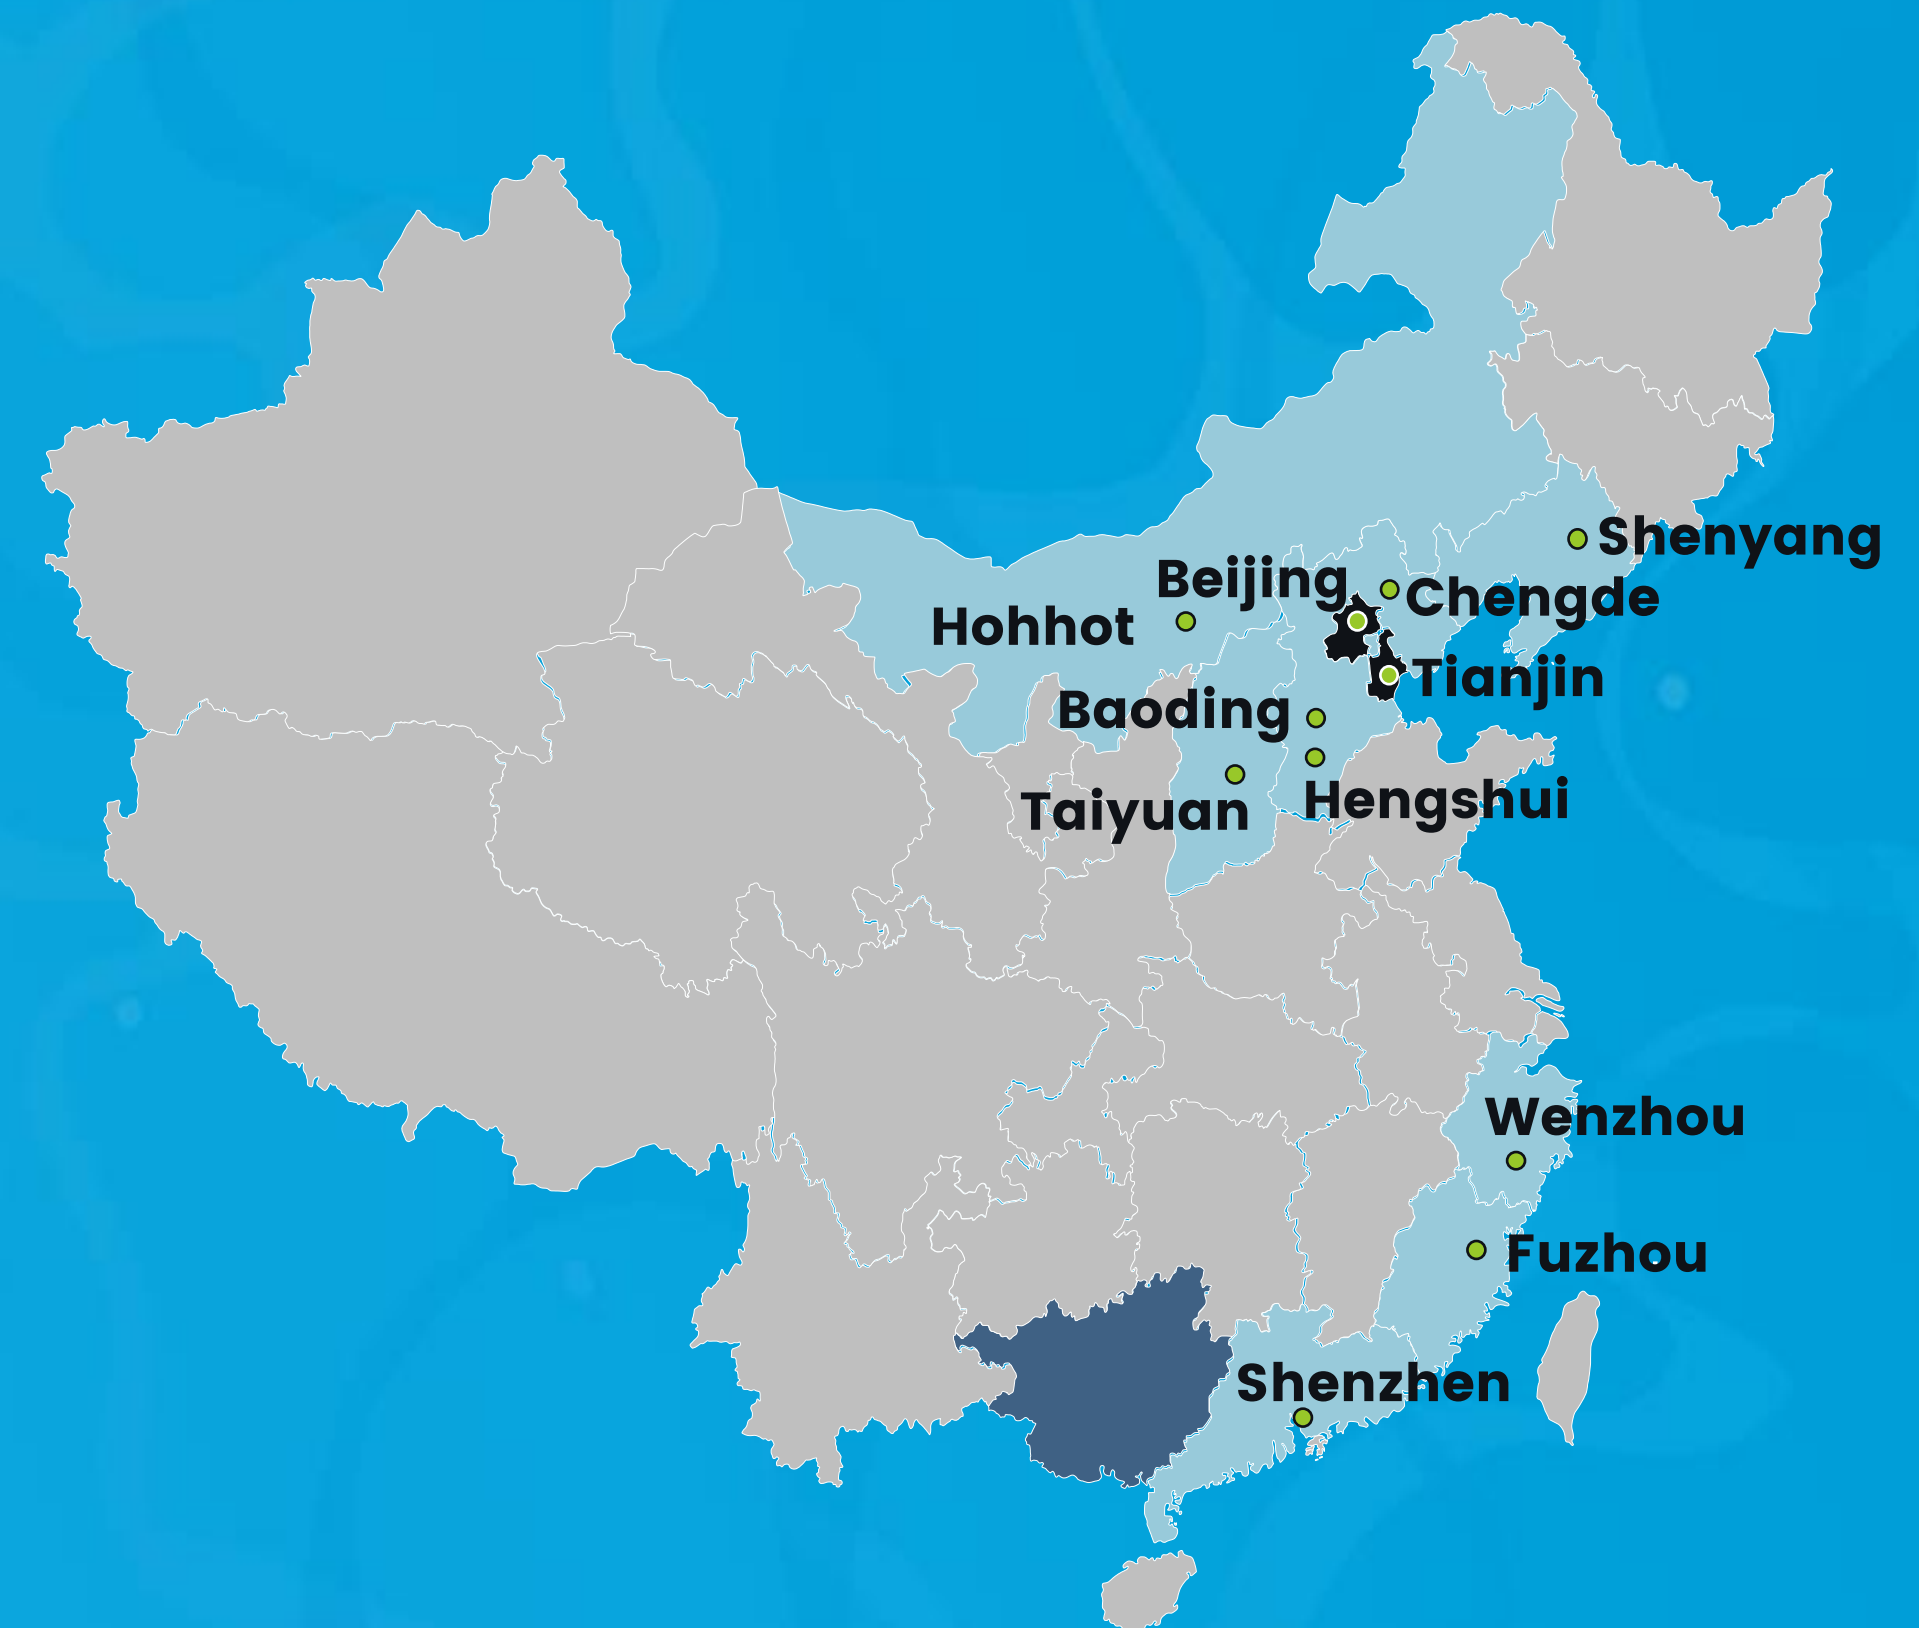 Shenyang
Beijing
Chengde
Hohhot
Tianjin
Baoding
Hengshui
Taiyuan
Wenzhou
Fuzhou
Shenzhen